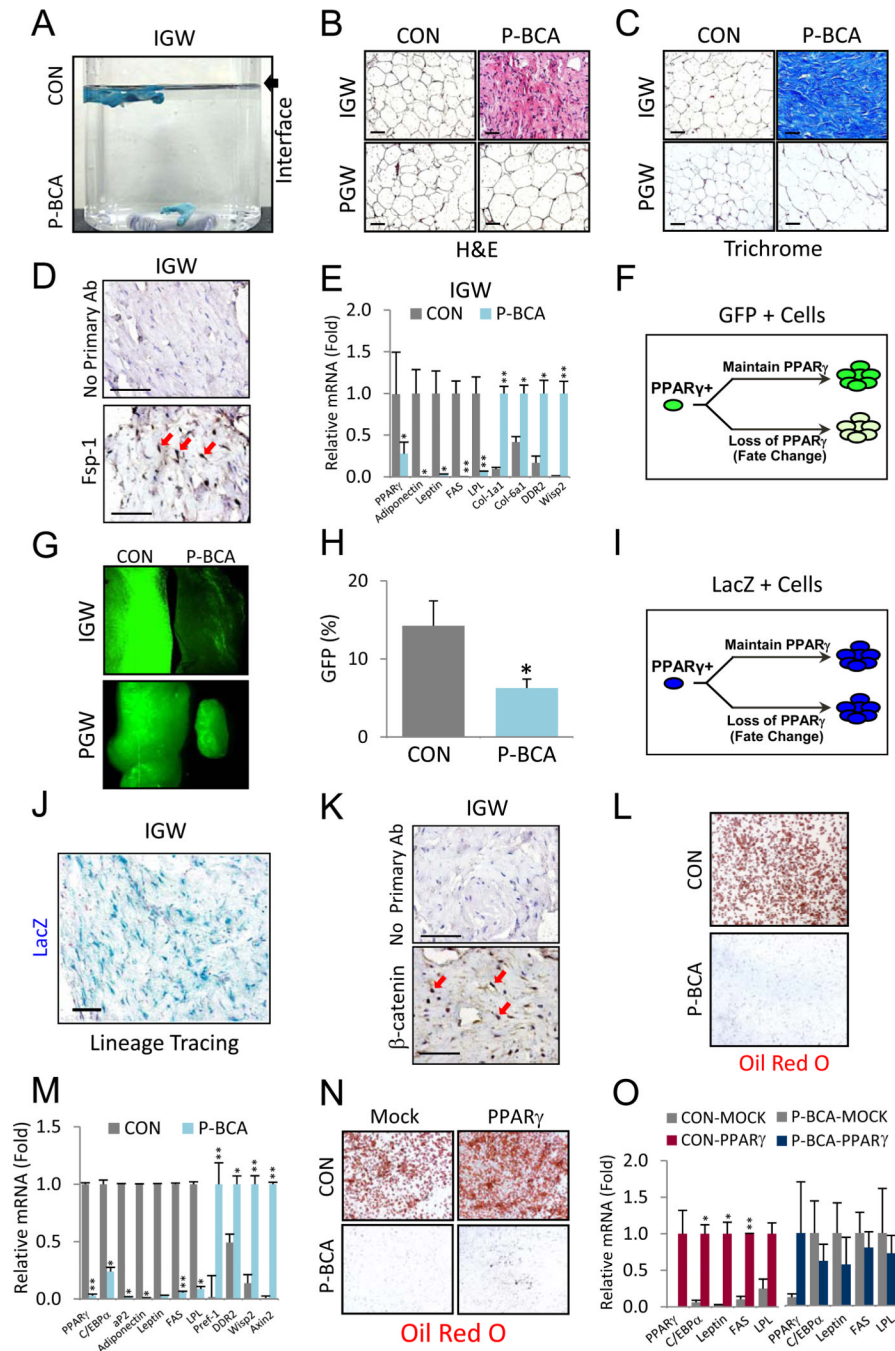 A
IGW
CON
P-BCA
Interface
B
CON
P-BCA
IGW
PGW
H&E
C
CON
P-BCA
IGW
PGW
Trichrome
D
IGW
No Primary Ab
Fsp-1
E
IGW
CON
P-BCA
Relative mRNA (Fold)
2.0
1.5
1.0
0.5
0.0
*
*
*
**
**
**
*
*
**
PPARγ
Adiponectin
Leptin
FAS
LPL
Col-1a1
Col-6a1
DDR2
Wisp2
F
GFP + Cells
PPARγ+
Maintain PPARγ
Loss of PPARγ
(Fate Change)
G
CON
P-BCA
IGW
PGW
H
GFP (%)
20
10
0
*
CON
P-BCA
I
LacZ + Cells
PPARγ+
Maintain PPARγ
Loss of PPARγ
(Fate Change)
J
IGW
LacZ
Lineage Tracing
K
IGW
No Primary Ab
β-catenin
L
CON
P-BCA
Oil Red O
M
CON
P-BCA
Relative mRNA (Fold)
1.5
1.0
0.5
0.0
**
*
*
*
**
*
**
*
**
**
PPARγ
C/EBPα
aP2
Adiponectin
Leptin
FAS
LPL
Pref-1
DDR2
Wisp2
Axin2
N
Mock
PPARγ
CON
P-BCA
Oil Red O
O
CON-MOCK
P-BCA-MOCK
CON-PPARγ
P-BCA-PPARγ
Relative mRNA (Fold)
2.0
1.5
1.0
0.5
0.0
*
*
**
PPARγ
C/EBPα
Leptin
FAS
LPL
PPARγ
C/EBPα
Leptin
FAS
LPL